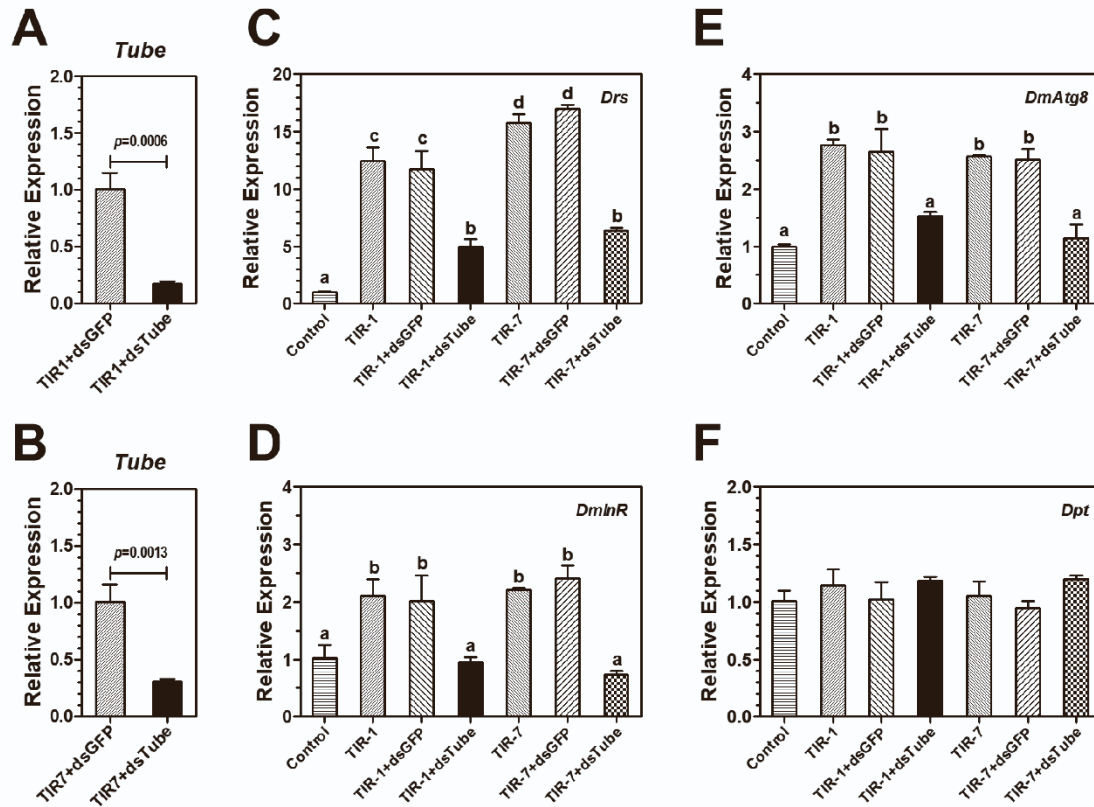 A
Tube
Relative Expression
2.0
1.5
1.0
0.5
0.0
p=0.0006
TIR1+dsGFP
TIR1+dsTube
B
Tube
Relative Expression
2.0
1.5
1.0
0.5
0.0
p=0.0013
TIR7+dsGFP
TIR7+dsTube
C
Drs
Relative Expression
20
15
10
5
0
a
c
c
b
d
d
b
Control
TIR-1
TIR-1+dsGFP
TIR-1+dsTube
TIR-7
TIR-7+dsGFP
TIR-7+dsTube
D
DmInR
Relative Expression
4
3
2
1
0
a
b
b
a
b
b
a
Control
TIR-1
TIR-1+dsGFP
TIR-1+dsTube
TIR-7
TIR-7+dsGFP
TIR-7+dsTube
E
DmAtg8
Relative Expression
4
3
2
1
0
a
b
b
a
b
b
a
Control
TIR-1
TIR-1+dsGFP
TIR-1+dsTube
TIR-7
TIR-7+dsGFP
TIR-7+dsTube
F
Dpt
Relative Expression
2.0
1.5
1.0
0.5
0.0
Control
TIR-1
TIR-1+dsGFP
TIR-1+dsTube
TIR-7
TIR-7+dsGFP
TIR-7+dsTube